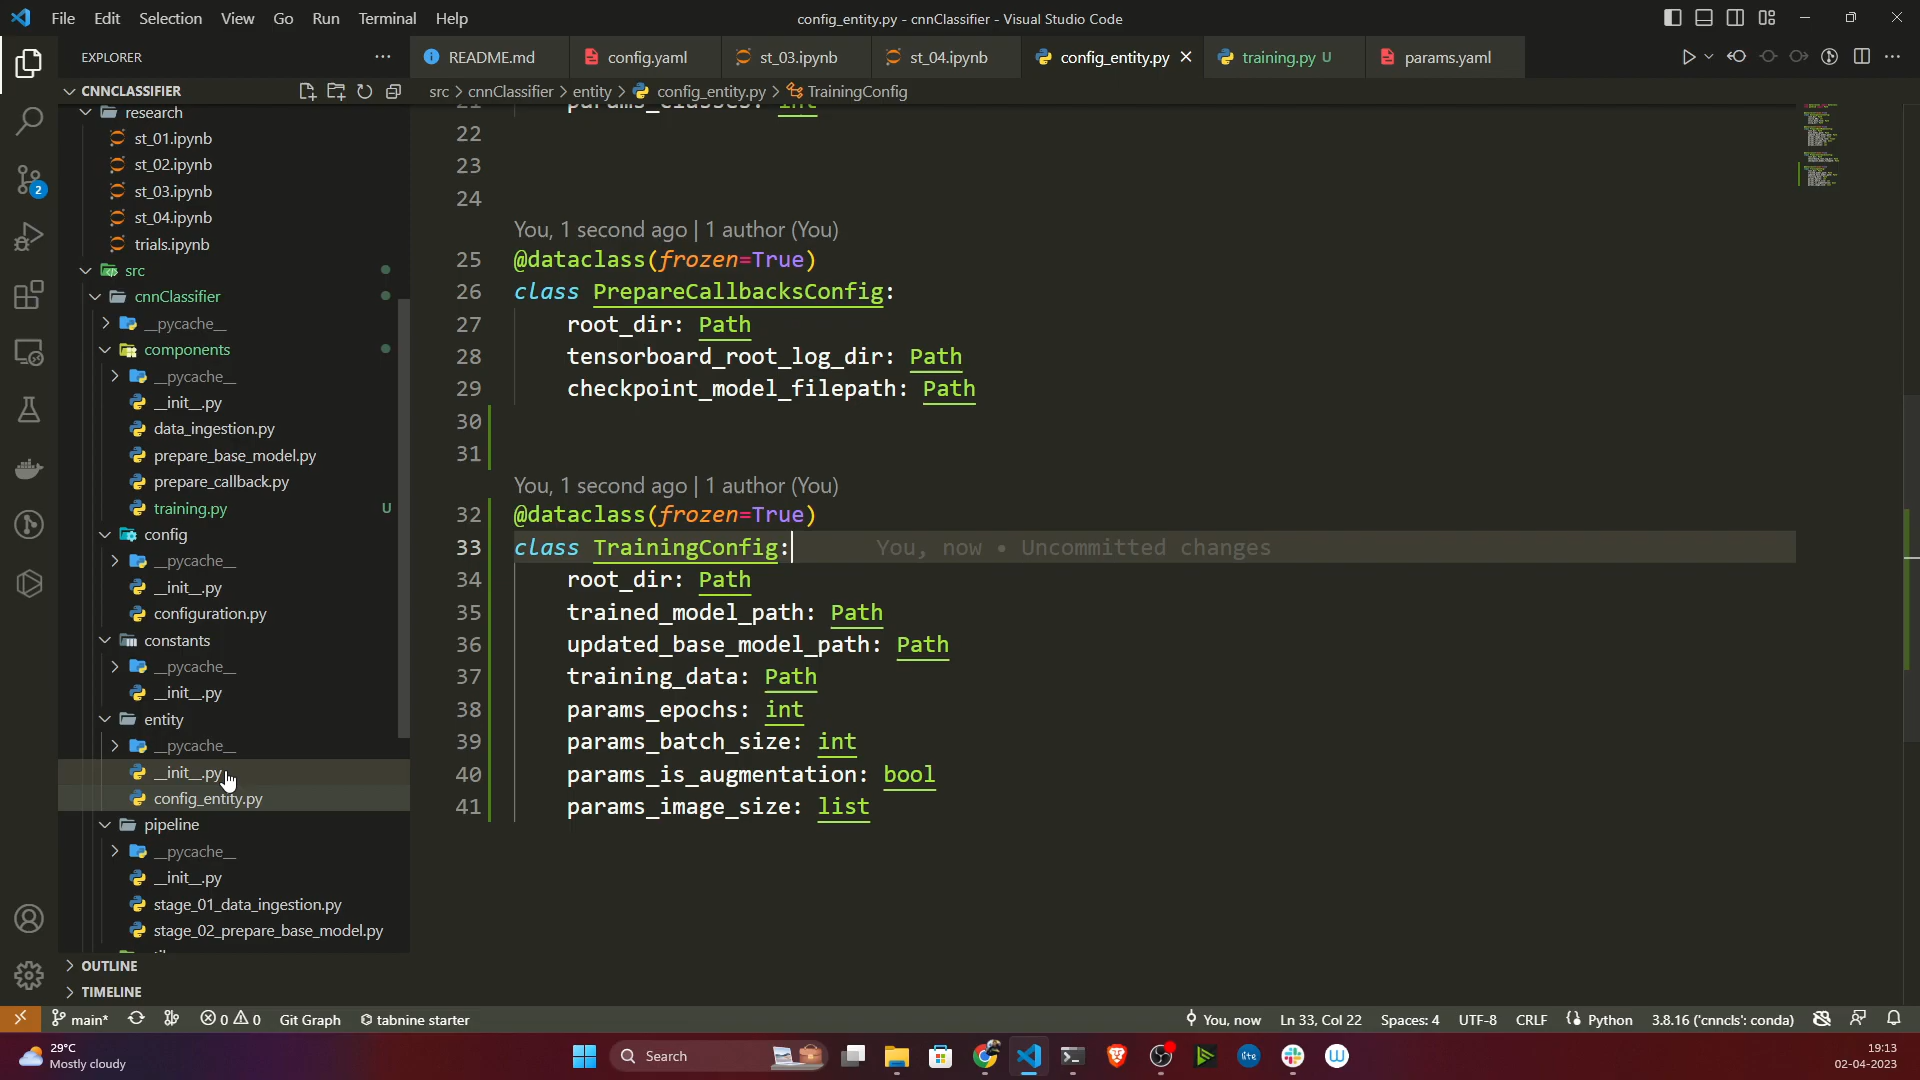 File Edit Selection View Go Run Terminal Help
config_entity.py - cnnClassifier - Visual Studio Code
EXPLORER
README.md
config.yaml
st_03.ipynb
st_04.ipynb
config_entity.py
training.py U
params.yaml
CNNCLASSIFIER
src > cnnClassifier > entity > config_entity.py > TrainingConfig
research
st_01.ipynb
st_02.ipynb
st_03.ipynb
st_04.ipynb
trials.ipynb
src
cnnClassifier
__pycache__
components
__pycache__
__init__.py
data_ingestion.py
prepare_base_model.py
prepare_callback.py
training.py U
config
__pycache__
__init__.py
configuration.py
constants
__pycache__
__init__.py
entity
__pycache__
__init__.py
config_entity.py
pipeline
__pycache__
__init__.py
stage_01_data_ingestion.py
stage_02_prepare_base_model.py
OUTLINE
TIMELINE
2
21 params_classes: int
22
23
24
You, 1 second ago | 1 author (You)
25 @dataclass(frozen=True)
26 class PrepareCallbacksConfig:
27 root_dir: Path
28 tensorboard_root_log_dir: Path
29 checkpoint_model_filepath: Path
30
31
You, 1 second ago | 1 author (You)
32 @dataclass(frozen=True)
33 class TrainingConfig: You, now • Uncommitted changes
34 root_dir: Path
35 trained_model_path: Path
36 updated_base_model_path: Path
37 training_data: Path
38 params_epochs: int
39 params_batch_size: int
40 params_is_augmentation: bool
41 params_image_size: list
main* 0 0 Git Graph tabnine starter
You, now Ln 33, Col 22 Spaces: 4 UTF-8 CRLF Python 3.8.16 ('cnncls': conda)
29°C
Mostly cloudy
Search
lite
19:13
02-04-2023